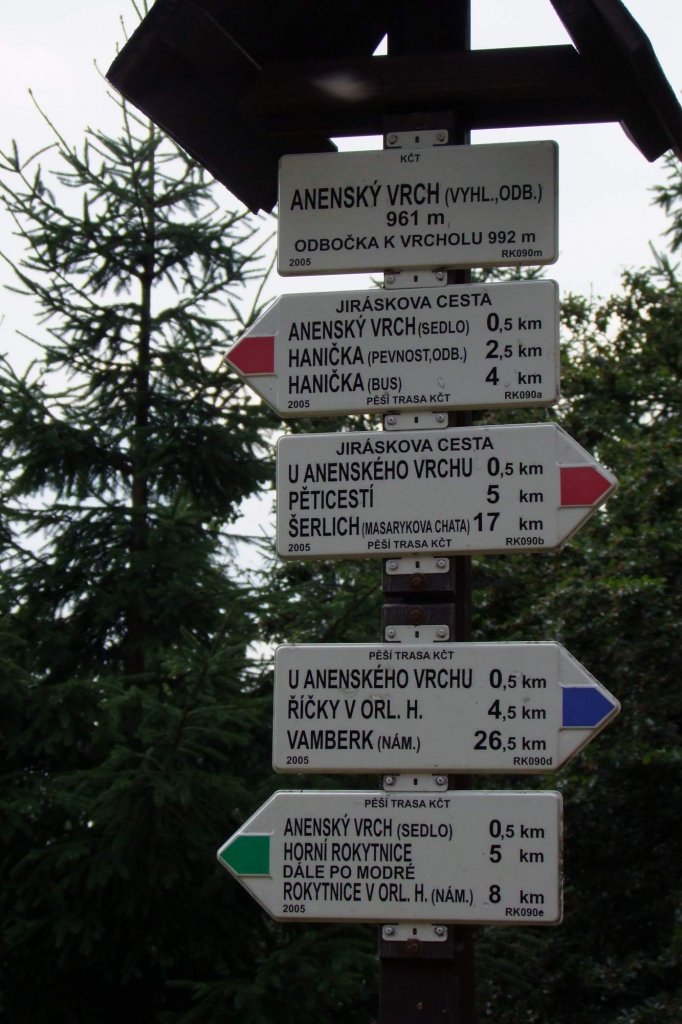 KČT
ANENSKÝ VRCH (VYHL.,ODB.)
961 m
ODBOČKA K VRCHOLU 992 m
2005 RK090m
JIRÁSKOVA CESTA
ANENSKÝ VRCH (SEDLO) 0,5 km
HANIČKA (PEVNOST,ODB.) 2,5 km
HANIČKA (BUS) 4 km
2005 PĚŠÍ TRASA KČT RK090a
JIRÁSKOVA CESTA
U ANENSKÉHO VRCHU 0,5 km
PĚTICESTÍ 5 km
ŠERLICH (MASARYKOVA CHATA) 17 km
2005 PĚŠÍ TRASA KČT RK090b
PĚŠÍ TRASA KČT
U ANENSKÉHO VRCHU 0,5 km
ŘÍČKY V ORL. H. 4,5 km
VAMBERK (NÁM.) 26,5 km
2005 RK090d
PĚŠÍ TRASA KČT
ANENSKÝ VRCH (SEDLO) 0,5 km
HORNÍ ROKYTNICE 5 km
DÁLE PO MODRÉ
ROKYTNICE V ORL. H. (NÁM.) 8 km
2005 RK090e